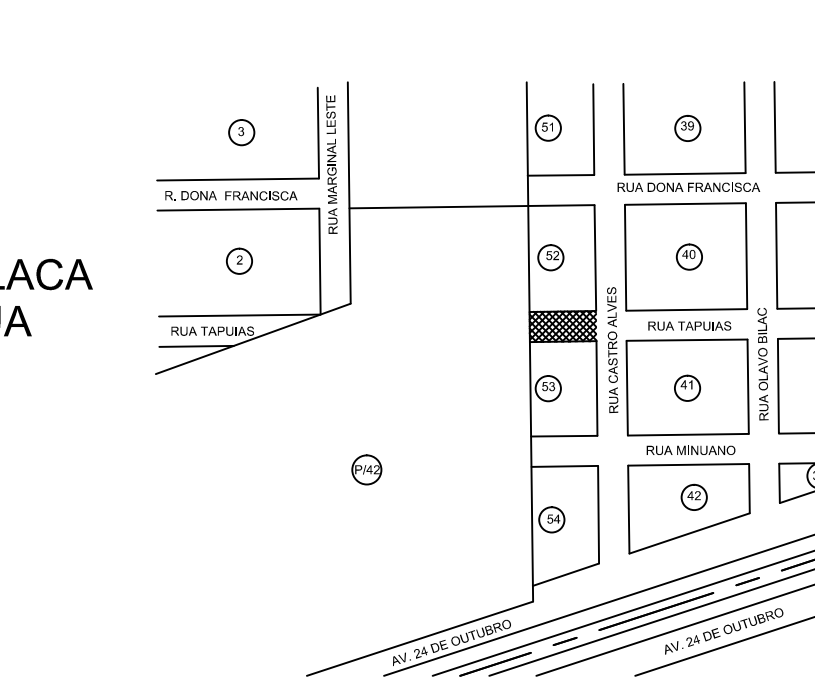 3
51
39
RUA MARGINAL LESTE
R. DONA FRANCISCA
RUA DONA FRANCISCA
2
52
40
LACA
RUA TAPUIAS
RUA CASTRO ALVES
RUA TAPUIAS
RUA OLAVO BILAC
53
41
RUA MINUANO
P/42
54
42
AV. 24 DE OUTUBRO
AV. 24 DE OUTUBRO